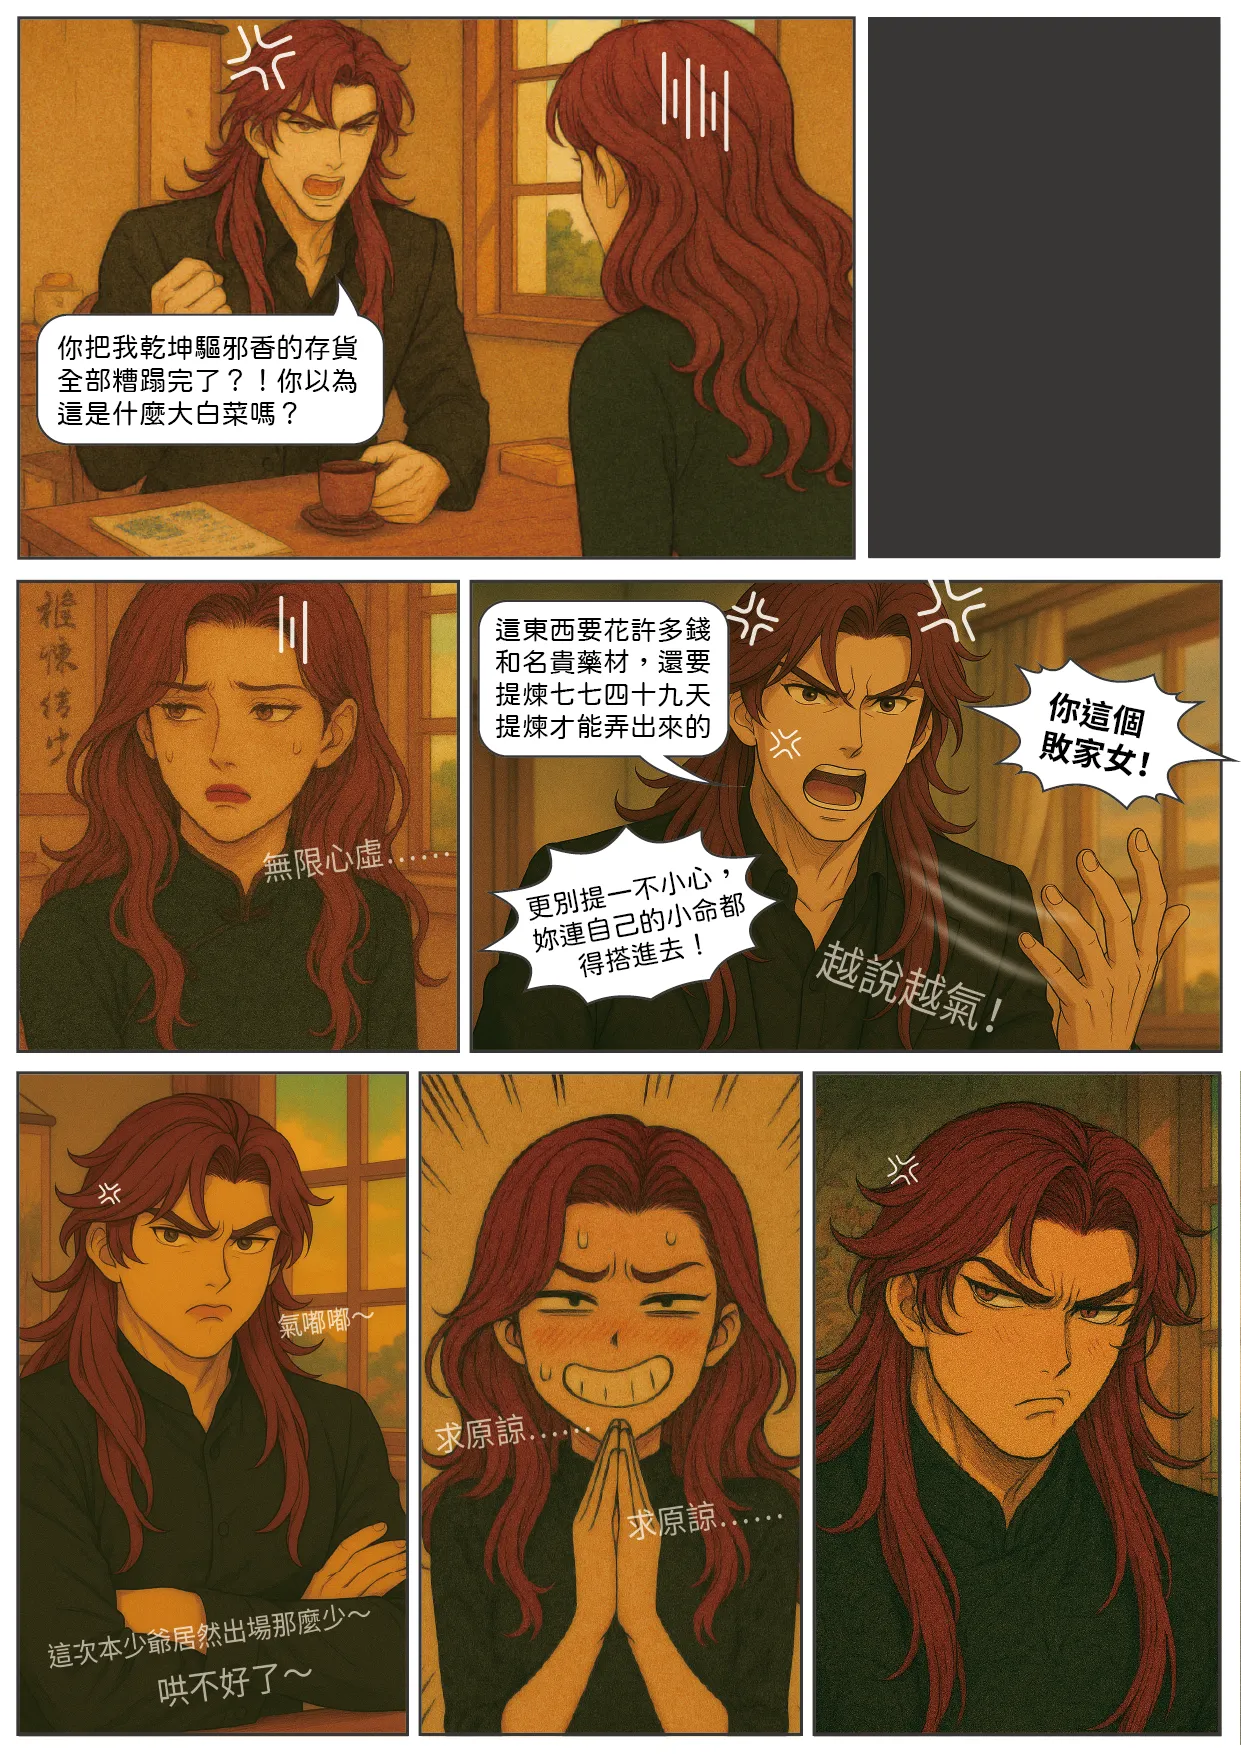 你把我乾坤驅邪香的存貨
全部糟蹋完了？！你以為
這是什麼大白菜嗎？
無限心虛……
這東西要花許多錢
和名貴藥材，還要
提煉七七四十九天
提煉才能弄出來的
你這個
敗家女！
更別提一不小心，
妳連自己的小命都
得搭進去！
越說越氣！
氣嘟嘟～
這次本少爺居然出場那麼少～
哄不好了～
求原諒……
求原諒……